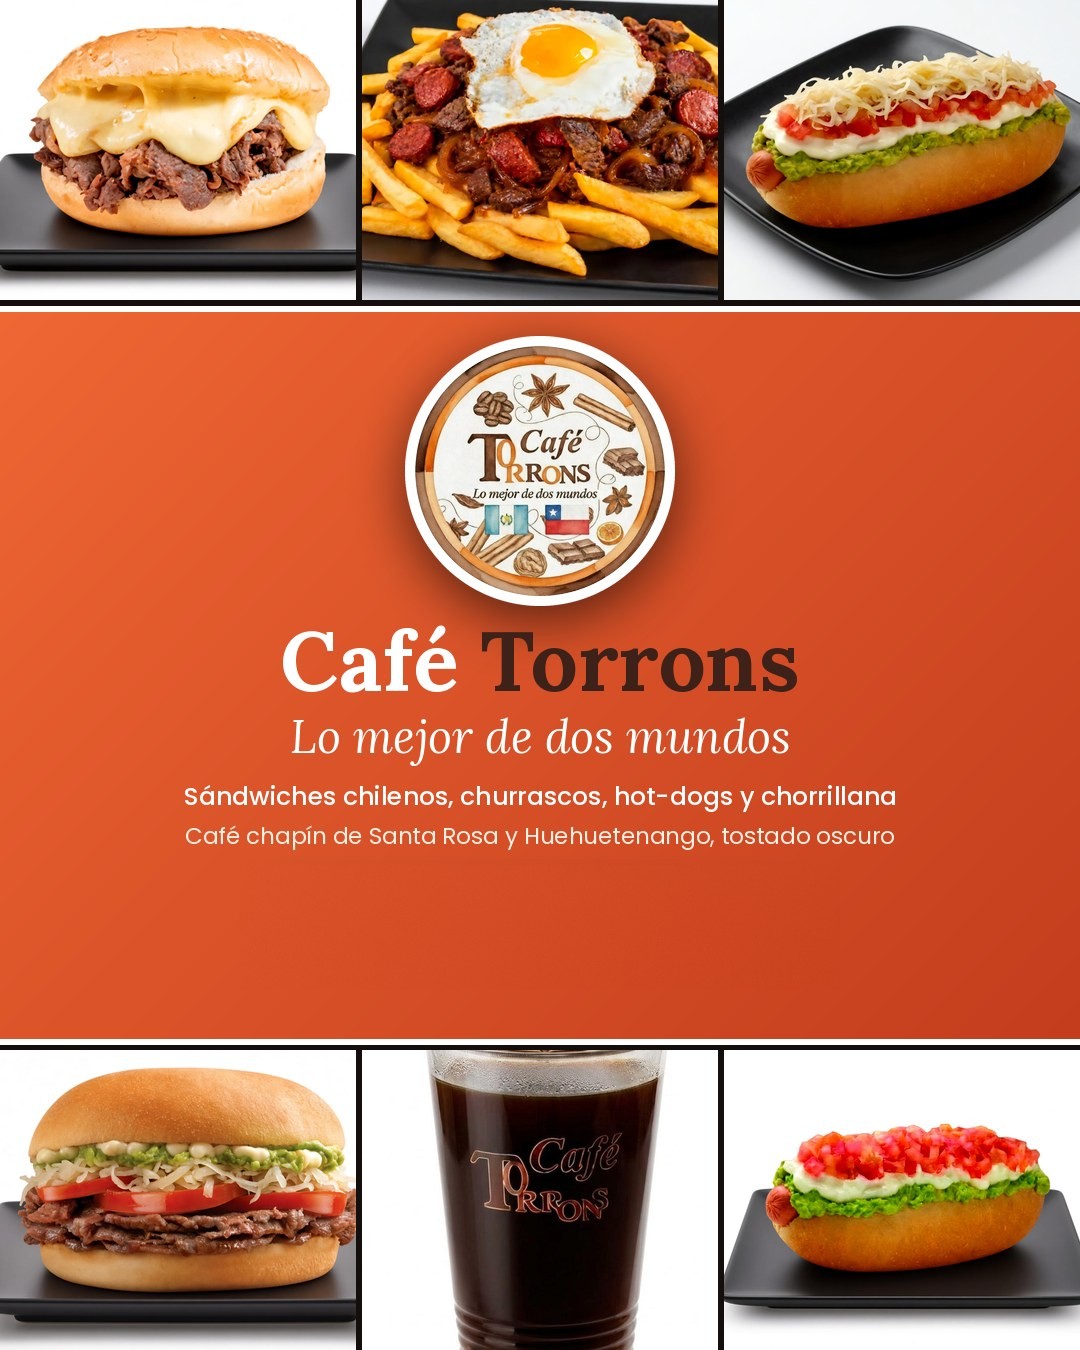 Café
TORRONS
Lo mejor de dos mundos
Café Torrons
Lo mejor de dos mundos
Sándwiches chilenos, churrascos, hot-dogs y chorrillana
Café chapín de Santa Rosa y Huehuetenango, tostado oscuro
Café
TORRONS